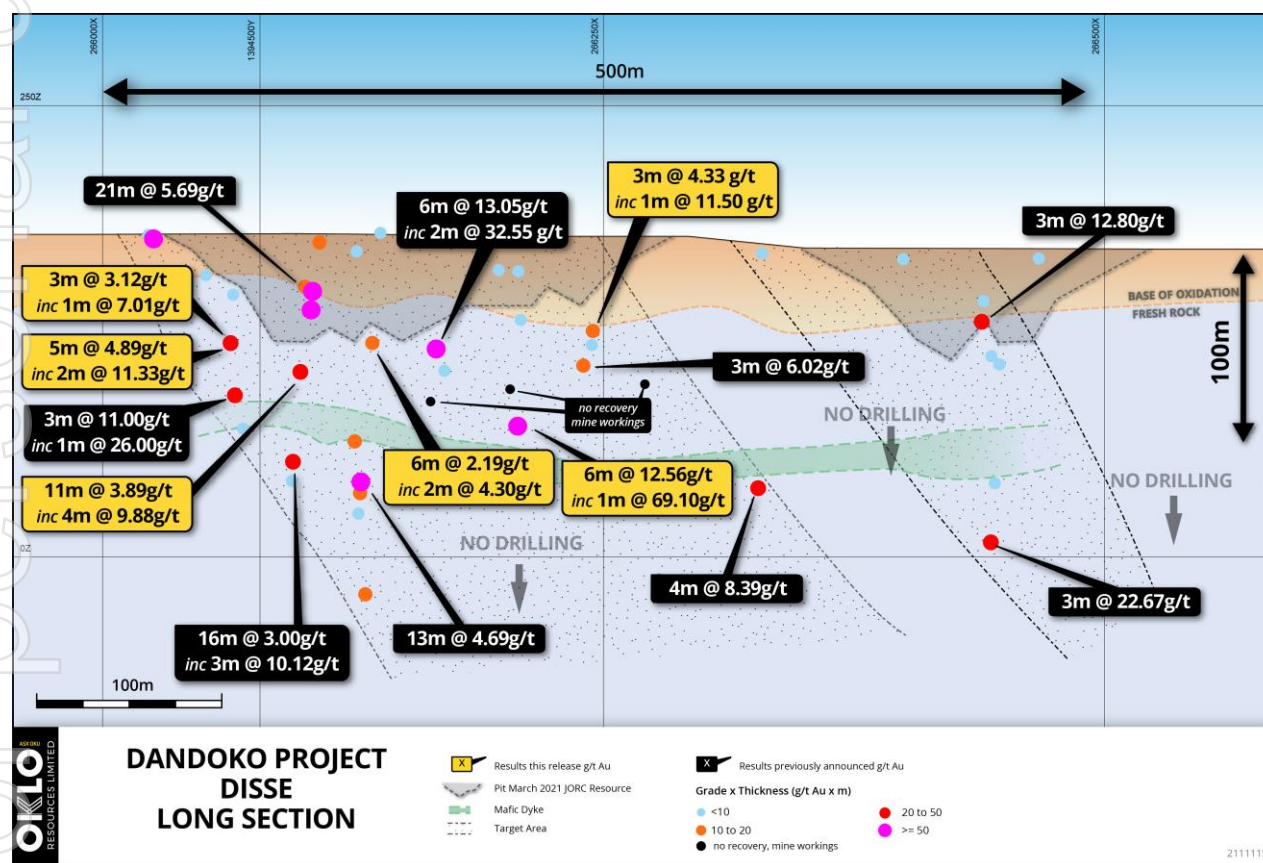 266000X
1394500Y
266250X
266500X
500m
250Z
21m @ 5.69g/t
6m @ 13.05g/t
inc 2m @ 32.55 g/t
3m @ 4.33 g/t
inc 1m @ 11.50 g/t
3m @ 12.80g/t
3m @ 3.12g/t
inc 1m @ 7.01g/t
BASE OF OXIDATION
FRESH ROCK
5m @ 4.89g/t
inc 2m @ 11.33g/t
100m
3m @ 6.02g/t
3m @ 11.00g/t
inc 1m @ 26.00g/t
no recovery
mine workings
NO DRILLING
11m @ 3.89g/t
inc 4m @ 9.88g/t
6m @ 2.19g/t
inc 2m @ 4.30g/t
6m @ 12.56g/t
inc 1m @ 69.10g/t
NO DRILLING
NO DRILLING
0Z
4m @ 8.39g/t
3m @ 22.67g/t
16m @ 3.00g/t
inc 3m @ 10.12g/t
13m @ 4.69g/t
100m
ASX OKU
OKLO
RESOURCES LIMITED
DANDOKO PROJECT
DISSE
LONG SECTION
X Results this release g/t Au
Pit March 2021 JORC Resource
Mafic Dyke
Target Area
X Results previously announced g/t Au
Grade x Thickness (g/t Au x m)
<10
10 to 20
no recovery, mine workings
20 to 50
>= 50